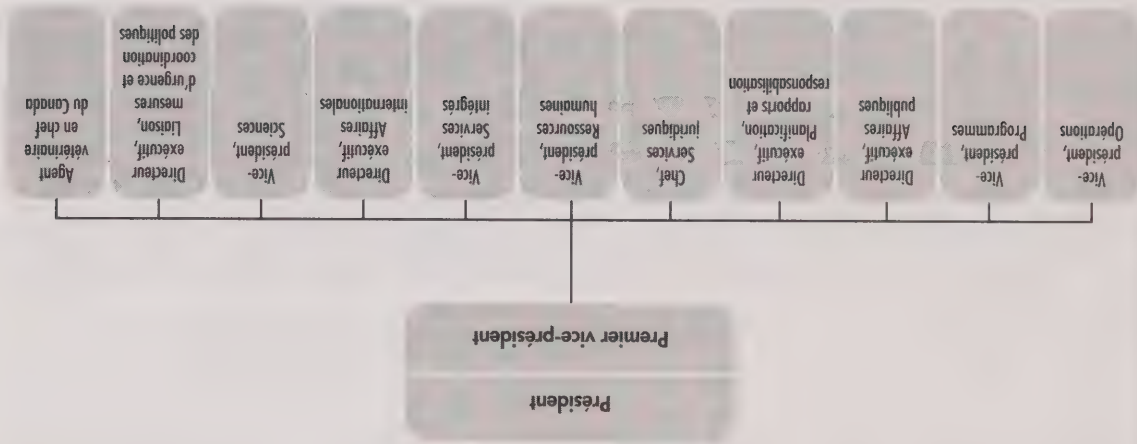 Président
Premier vice-président
Vice-
président,
Opérations
Vice-
président,
Programmes
Directeur
exécutif,
Affaires
publiques
Directeur
exécutif,
Planification,
rapports et
responsabilisation
Chef,
Services
juridiques
Vice-
président,
Ressources
humaines
Vice-
président,
Services
intégrés
Directeur
exécutif,
Affaires
internationales
Vice-
président,
Sciences
Directeur
exécutif,
Liaison,
mesures
d'urgence et
coordination
des politiques
Agent
vétérinaire
en chef
du Canada